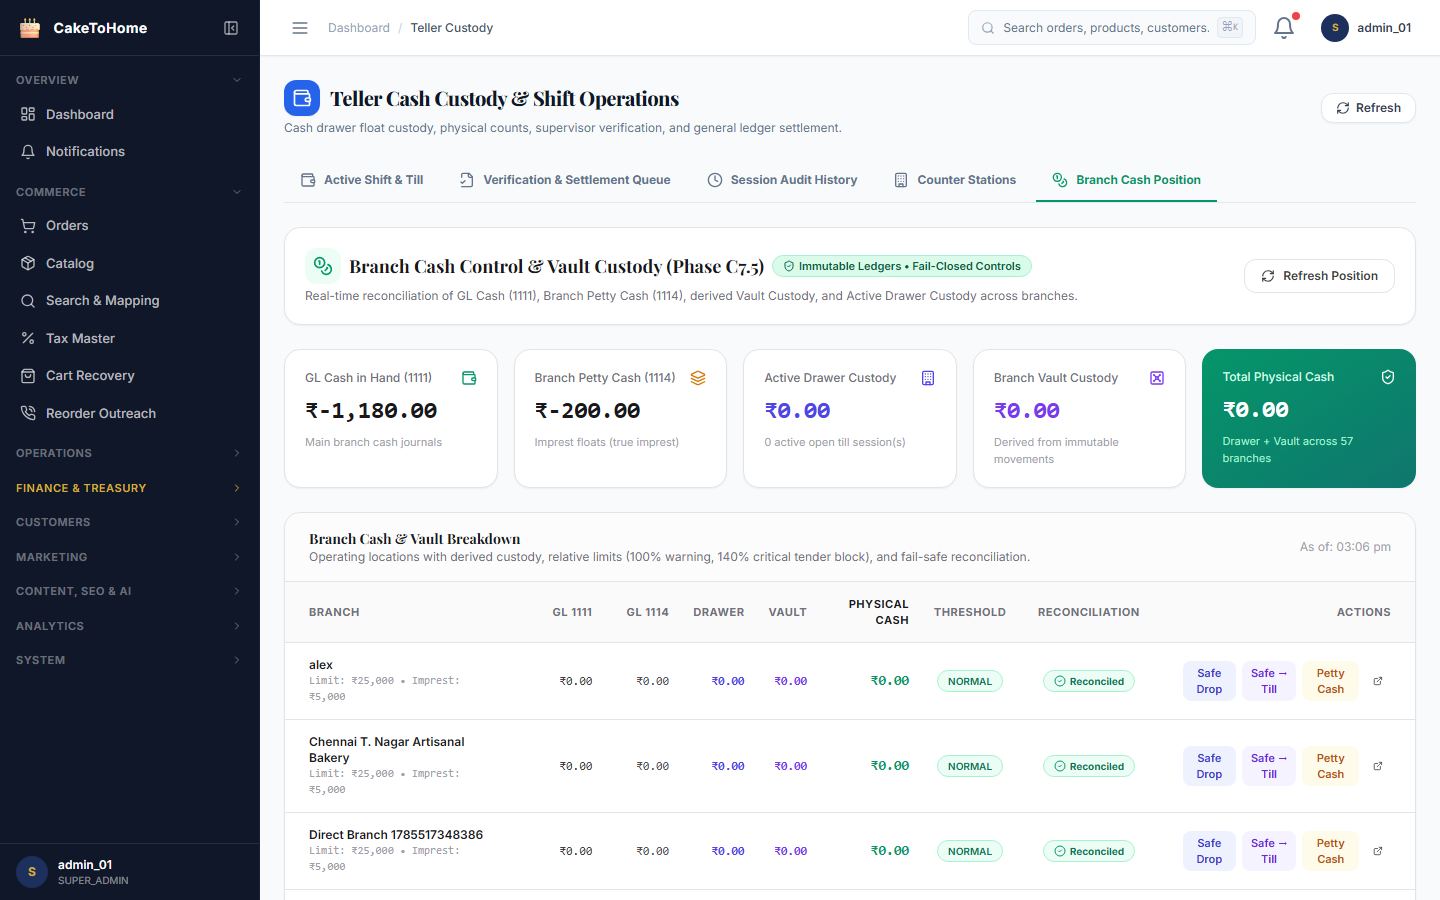 CakeToHome
OVERVIEW
Dashboard
Notifications
COMMERCE
Orders
Catalog
Search & Mapping
Tax Master
Cart Recovery
Reorder Outreach
OPERATIONS
FINANCE & TREASURY
CUSTOMERS
MARKETING
CONTENT, SEO & AI
ANALYTICS
SYSTEM
S
admin_01
SUPER_ADMIN
Dashboard / Teller Custody
Search orders, products, customers. ⌘K
S admin_01
Teller Cash Custody & Shift Operations
Cash drawer float custody, physical counts, supervisor verification, and general ledger settlement.
Refresh
Active Shift & Till
Verification & Settlement Queue
Session Audit History
Counter Stations
Branch Cash Position
Branch Cash Control & Vault Custody (Phase C7.5)
Immutable Ledgers • Fail-Closed Controls
Real-time reconciliation of GL Cash (1111), Branch Petty Cash (1114), derived Vault Custody, and Active Drawer Custody across branches.
Refresh Position
GL Cash in Hand (1111)
₹-1,180.00
Main branch cash journals
Branch Petty Cash (1114)
₹-200.00
Imprest floats (true imprest)
Active Drawer Custody
₹0.00
0 active open till session(s)
Branch Vault Custody
₹0.00
Derived from immutable
movements
Total Physical Cash
₹0.00
Drawer + Vault across 57
branches
Branch Cash & Vault Breakdown
Operating locations with derived custody, relative limits (100% warning, 140% critical tender block), and fail-safe reconciliation.
As of: 03:06 pm
BRANCH GL 1111 GL 1114 DRAWER VAULT PHYSICAL CASH THRESHOLD RECONCILIATION ACTIONS
alex
Limit: ₹25,000 • Imprest:
₹5,000
₹0.00 ₹0.00 ₹0.00 ₹0.00 ₹0.00 NORMAL Reconciled
Safe Drop
Safe → Till
Petty Cash
Chennai T. Nagar Artisanal
Bakery
Limit: ₹25,000 • Imprest:
₹5,000
₹0.00 ₹0.00 ₹0.00 ₹0.00 ₹0.00 NORMAL Reconciled
Safe Drop
Safe → Till
Petty Cash
Direct Branch 1785517348386
Limit: ₹25,000 • Imprest:
₹5,000
₹0.00 ₹0.00 ₹0.00 ₹0.00 ₹0.00 NORMAL Reconciled
Safe Drop
Safe → Till
Petty Cash